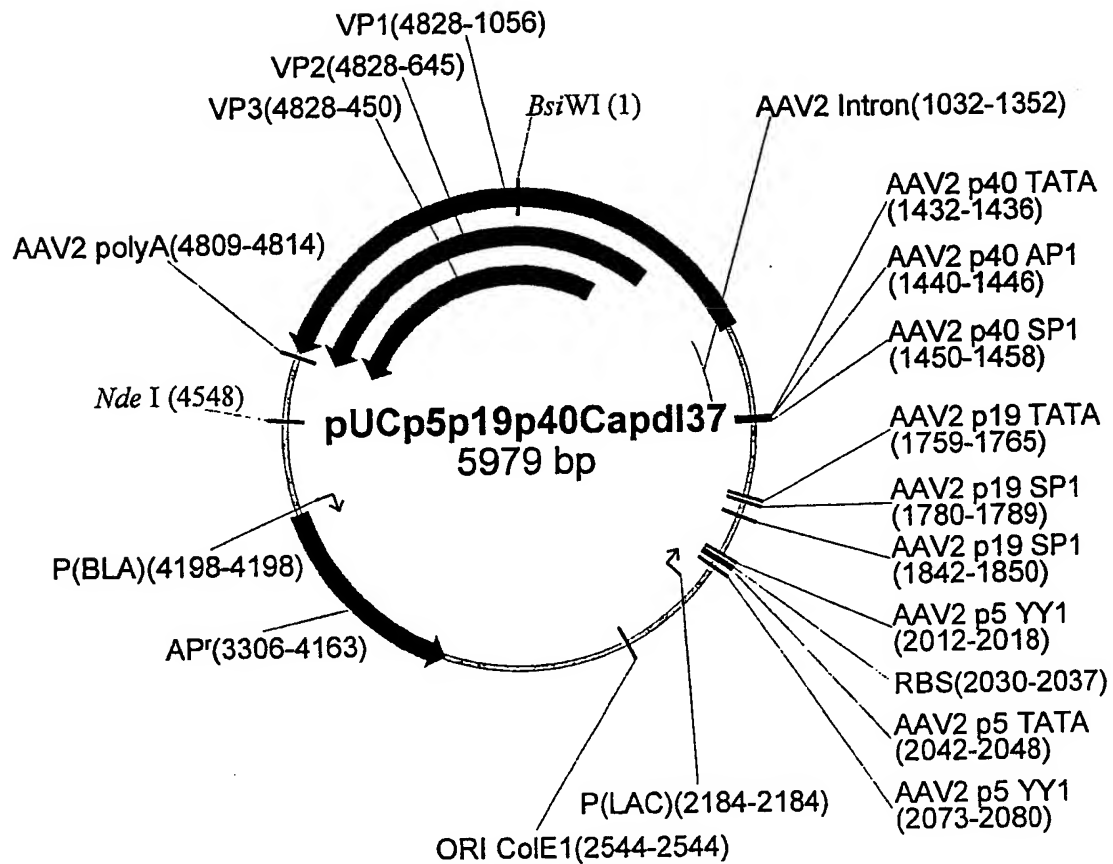 VP1(4828-1056)
VP2(4828-645)
VP3(4828-450)
BsiWI (1)
AAV2 Intron(1032-1352)
AAV2 p40 TATA
(1432-1436)
AAV2 p40 AP1
(1440-1446)
AAV2 p40 SP1
(1450-1458)
AAV2 polyA(4809-4814)
Nde I (4548)
pUCp5p19p40CapdI37
5979 bp
AAV2 p19 TATA
(1759-1765)
AAV2 p19 SP1
(1780-1789)
AAV2 p19 SP1
(1842-1850)
P(BLA)(4198-4198)
APʳ(3306-4163)
AAV2 p5 YY1
(2012-2018)
RBS(2030-2037)
AAV2 p5 TATA
(2042-2048)
AAV2 p5 YY1
(2073-2080)
P(LAC)(2184-2184)
ORI ColE1(2544-2544)